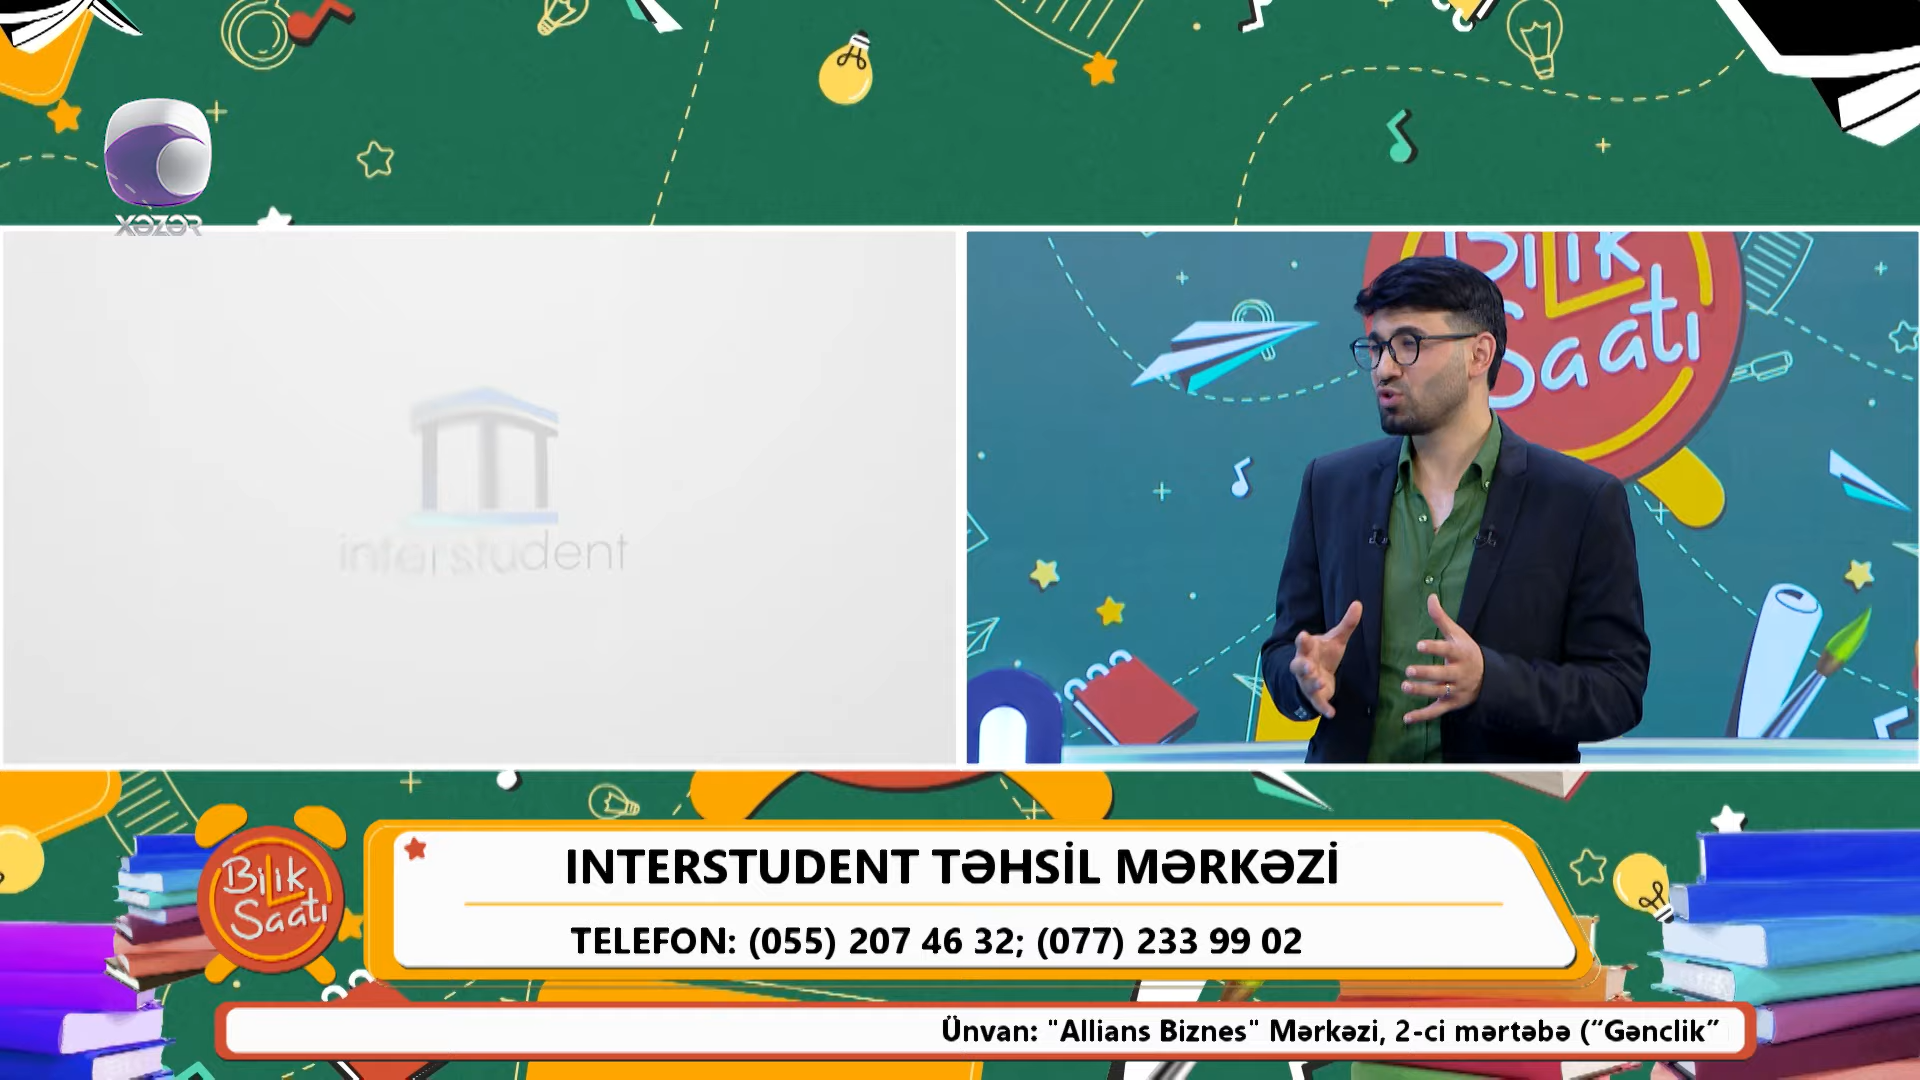 XƏZƏR
interstudent
Bilik
Saatı
INTERSTUDENT TƏHSİL MƏRKƏZİ
TELEFON: (055) 207 46 32; (077) 233 99 02
Bilik
Saatı
Ünvan: "Allians Biznes" Mərkəzi, 2-ci mərtəbə (“Gənclik”